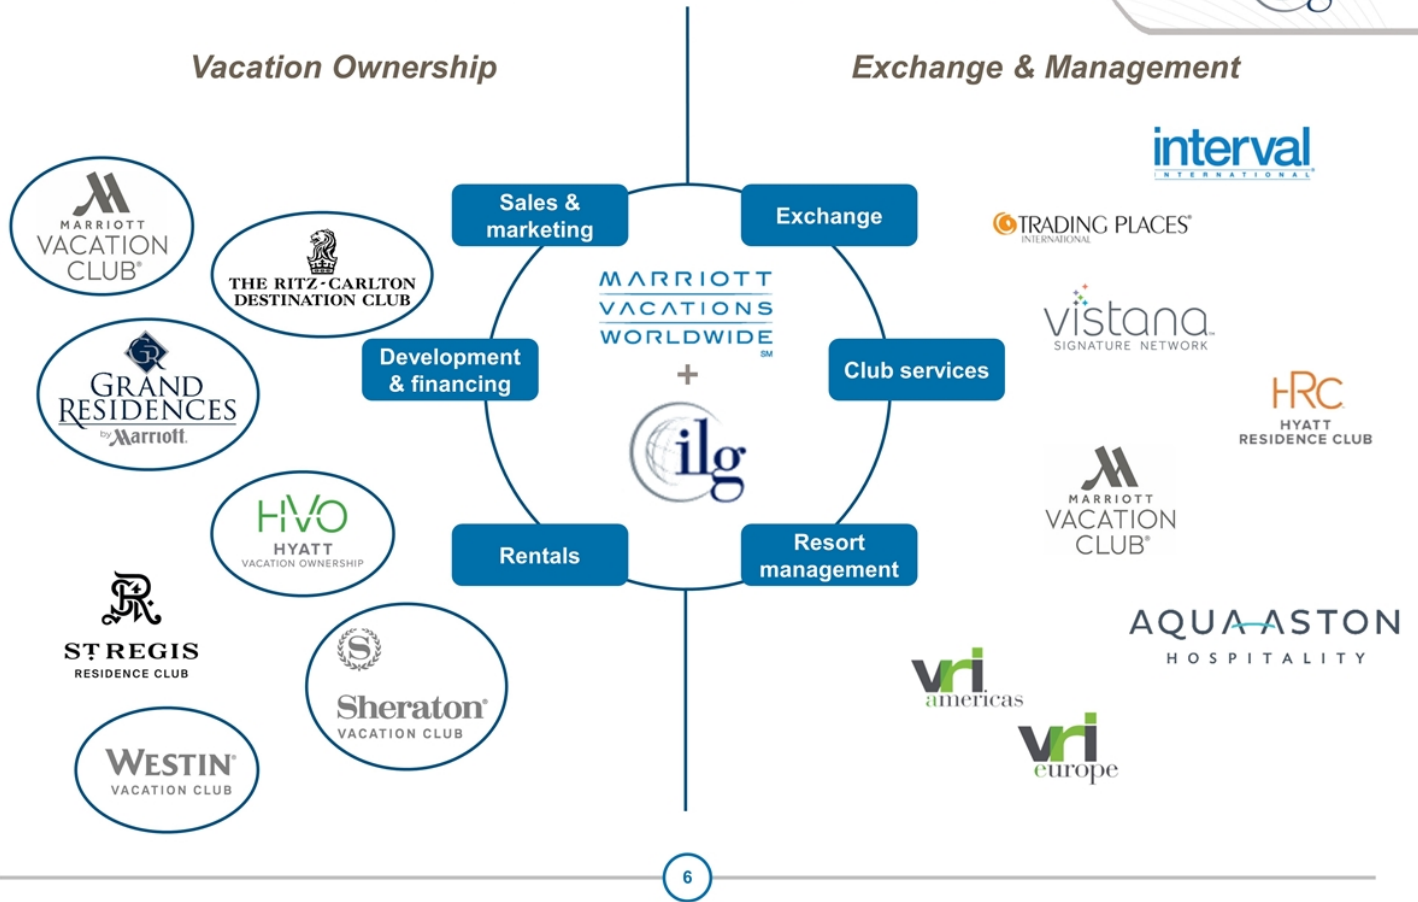 Vacation Ownership
Exchange & Management
MARRIOTT
VACATION
CLUB®
THE RITZ-CARLTON
DESTINATION CLUB
GR
GRAND
RESIDENCES
by Marriott.
HVO
HYATT
VACATION OWNERSHIP
ST REGIS
RESIDENCE CLUB
S
Sheraton®
VACATION CLUB
WESTIN®
VACATION CLUB
Sales &
marketing
Exchange
Development
& financing
Club services
Rentals
Resort
management
MARRIOTT
VACATIONS
WORLDWIDE
SM
+
ilg
interval
INTERNATIONAL
TRADING PLACES®
INTERNATIONAL
vistana™
SIGNATURE NETWORK
HRC
HYATT
RESIDENCE CLUB
MARRIOTT
VACATION
CLUB®
AQUA-ASTON
HOSPITALITY
vri
americas
vri
europe
6